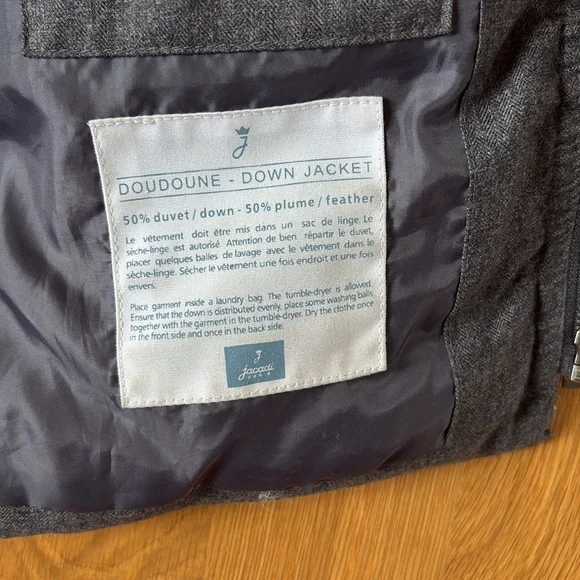 J
DOUDOUNE - DOWN JACKET
50% duvet / down - 50% plume / feather
Le vêtement doit être mis dans un sac de linge. Le
sèche-linge est autorisé. Attention de bien répartir le duvet,
placer quelques balles de lavage avec le vêtement dans le
sèche-linge. Sécher le vêtement une fois endroit et une fois
envers.
Place garment inside a laundry bag. The tumble-dryer is allowed.
Ensure that the down is distributed evenly, place some washing balls
together with the garment in the tumble-dryer. Dry the clothe once
in the front side and once in the back side.
J
Jacadi
PARIS